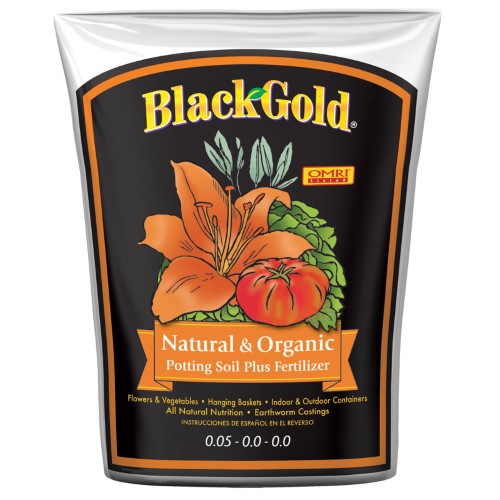 BlackGold®
OMRI
LISTED
Natural & Organic
Potting Soil Plus Fertilizer
Flowers & Vegetables • Hanging Baskets • Indoor & Outdoor Containers
All Natural Nutrition • Earthworm Castings
INSTRUCCIONES DE ESPAÑOL EN EL REVERSO
0.05 - 0.0 - 0.0